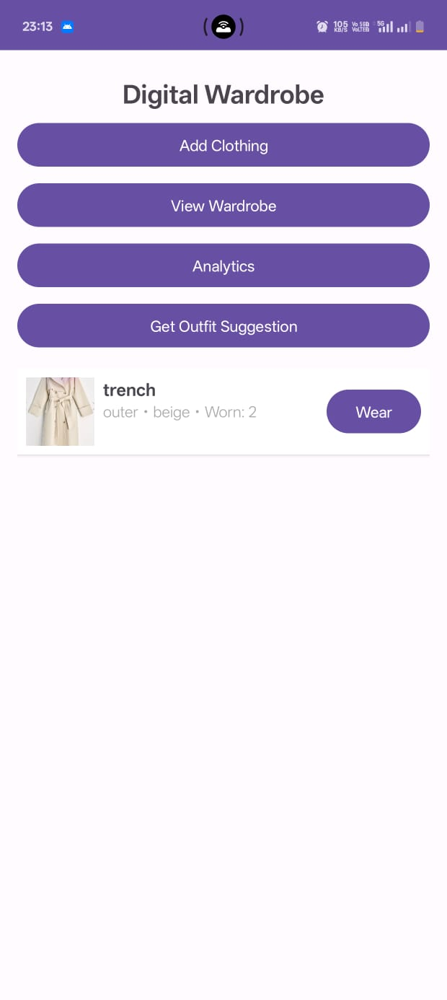 23:13
105 KB/S
5G
Digital Wardrobe
Add Clothing
View Wardrobe
Analytics
Get Outfit Suggestion
trench
outer • beige • Worn: 2
Wear